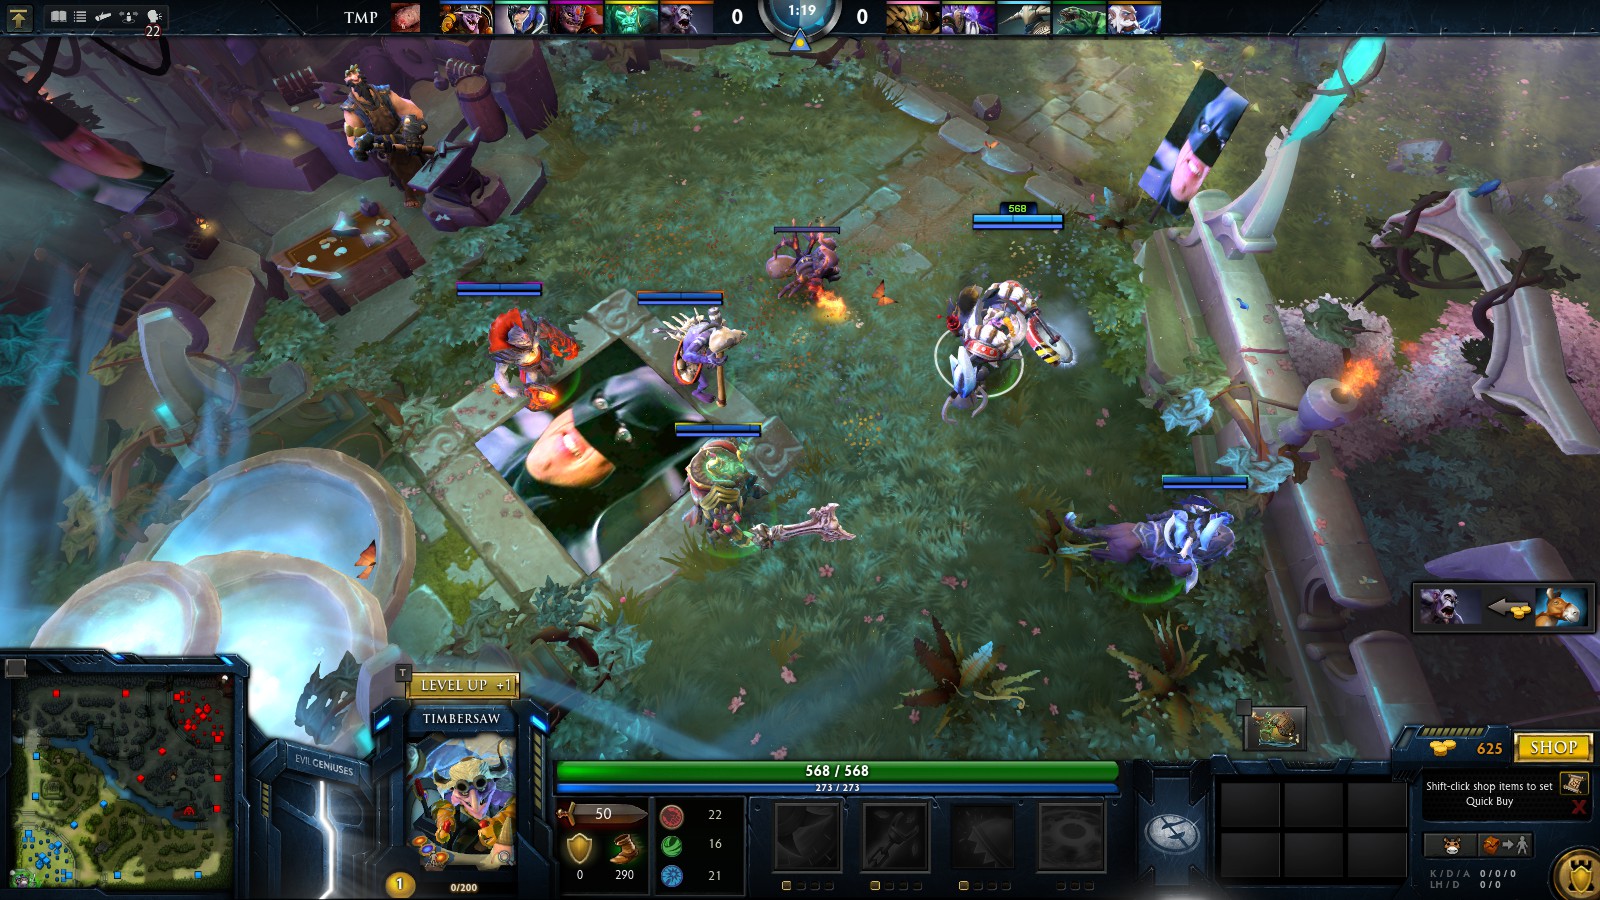 22
TMP
0
1:19
0
568
T
LEVEL UP +1
TIMBERSAW
EVIL GENIUSES
1
0/200
568 / 568
273 / 273
50
0
290
22
16
21
625
SHOP
Shift-click shop items to set
Quick Buy
K / D / A 0 / 0 / 0
LH / D 0 / 0